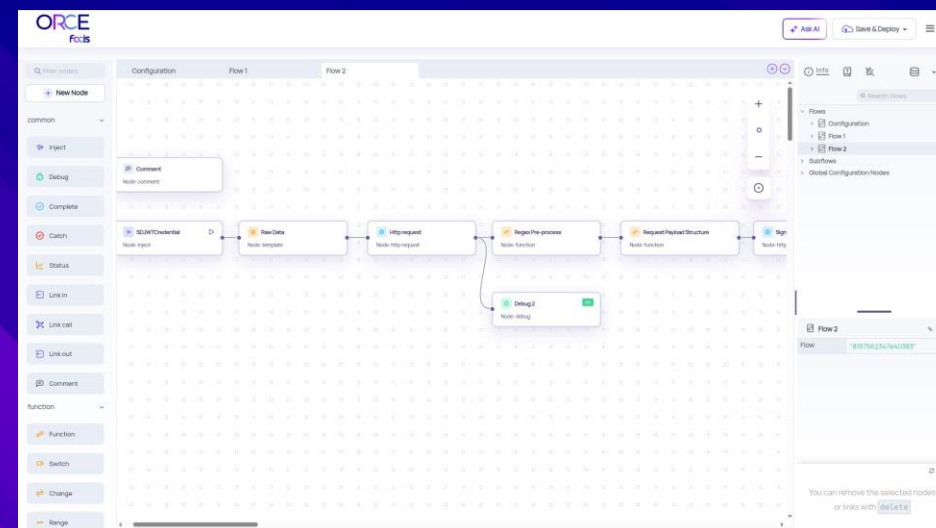 ORCE
Focis
Ask AI
Save & Deploy
filter nodes
New Node
common
Inject
Debug
Complete
Catch
Status
Link in
Link call
Link out
Comment
function
Function
Switch
Change
Range
Configuration
Flow 1
Flow 2
Comment
Node: comment
SDJWTCredential
Node: inject
Raw Data
Node: template
Http request
Node: http request
Regex Pre-process
Node: function
Request Payload Structure
Node: function
Sign
Node: http
Debug 2
Node: debug
Info
Search flows
Flows
Configuration
Flow 1
Flow 2
Subflows
Global Configuration Nodes
Flow 2
Flow
You can remove the selected nodes
or links with delete